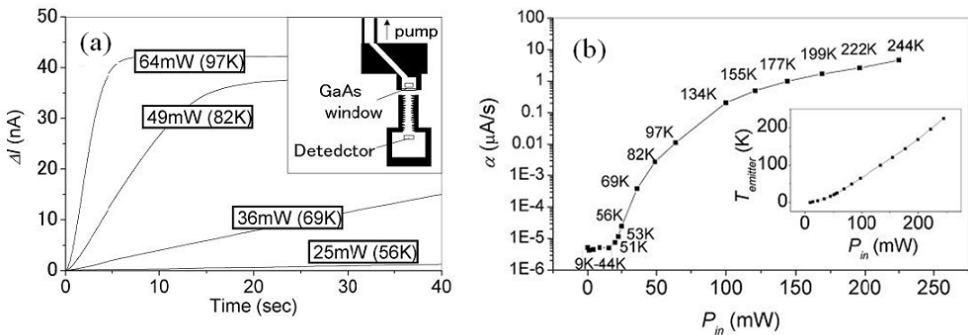 (a)
50
40
30
20
10
0
ΔI (nA)
0
10
20
30
40
Time (sec)
64mW (97K)
49mW (82K)
36mW (69K)
25mW (56K)
pump
GaAs
window
Detedctor
(b)
100
10
1
0.1
0.01
1E-3
1E-4
1E-5
1E-6
α (μA/s)
0
50
100
150
200
250
P_in (mW)
9K-44K
51K
53K
56K
69K
82K
97K
134K
155K
177K
199K
222K
244K
200
100
0
T_emitter (K)
0
100
200
P_in (mW)